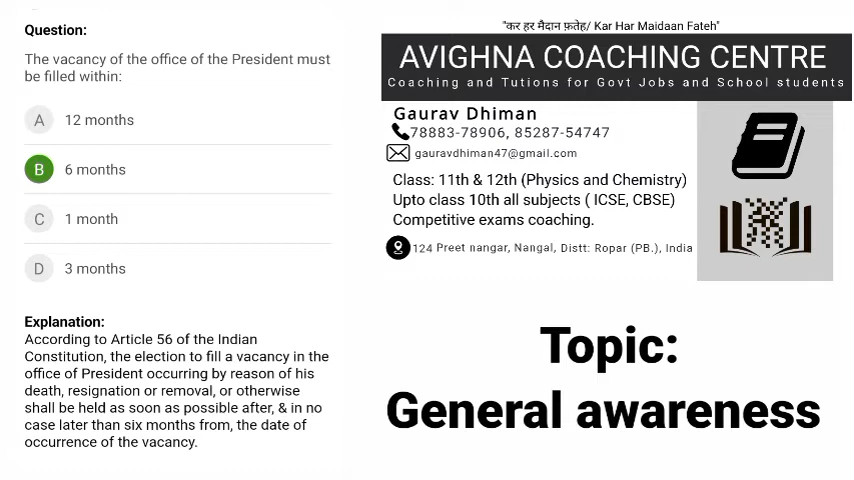 Question:
The vacancy of the office of the President must
be filled within:
A 12 months
B 6 months
C 1 month
D 3 months
Explanation:
According to Article 56 of the Indian
Constitution, the election to fill a vacancy in the
office of President occurring by reason of his
death, resignation or removal, or otherwise
shall be held as soon as possible after, & in no
case later than six months from, the date of
occurrence of the vacancy.
"कर हर मैदान फ़तेह/ Kar Har Maidaan Fateh"
AVIGHNA COACHING CENTRE
Coaching and Tutions for Govt Jobs and School students
Gaurav Dhiman
78883-78906, 85287-54747
gauravdhiman47@gmail.com
Class: 11th & 12th (Physics and Chemistry)
Upto class 10th all subjects ( ICSE, CBSE)
Competitive exams coaching.
124 Preet nangar, Nangal, Distt: Ropar (PB.), India
Topic:
General awareness